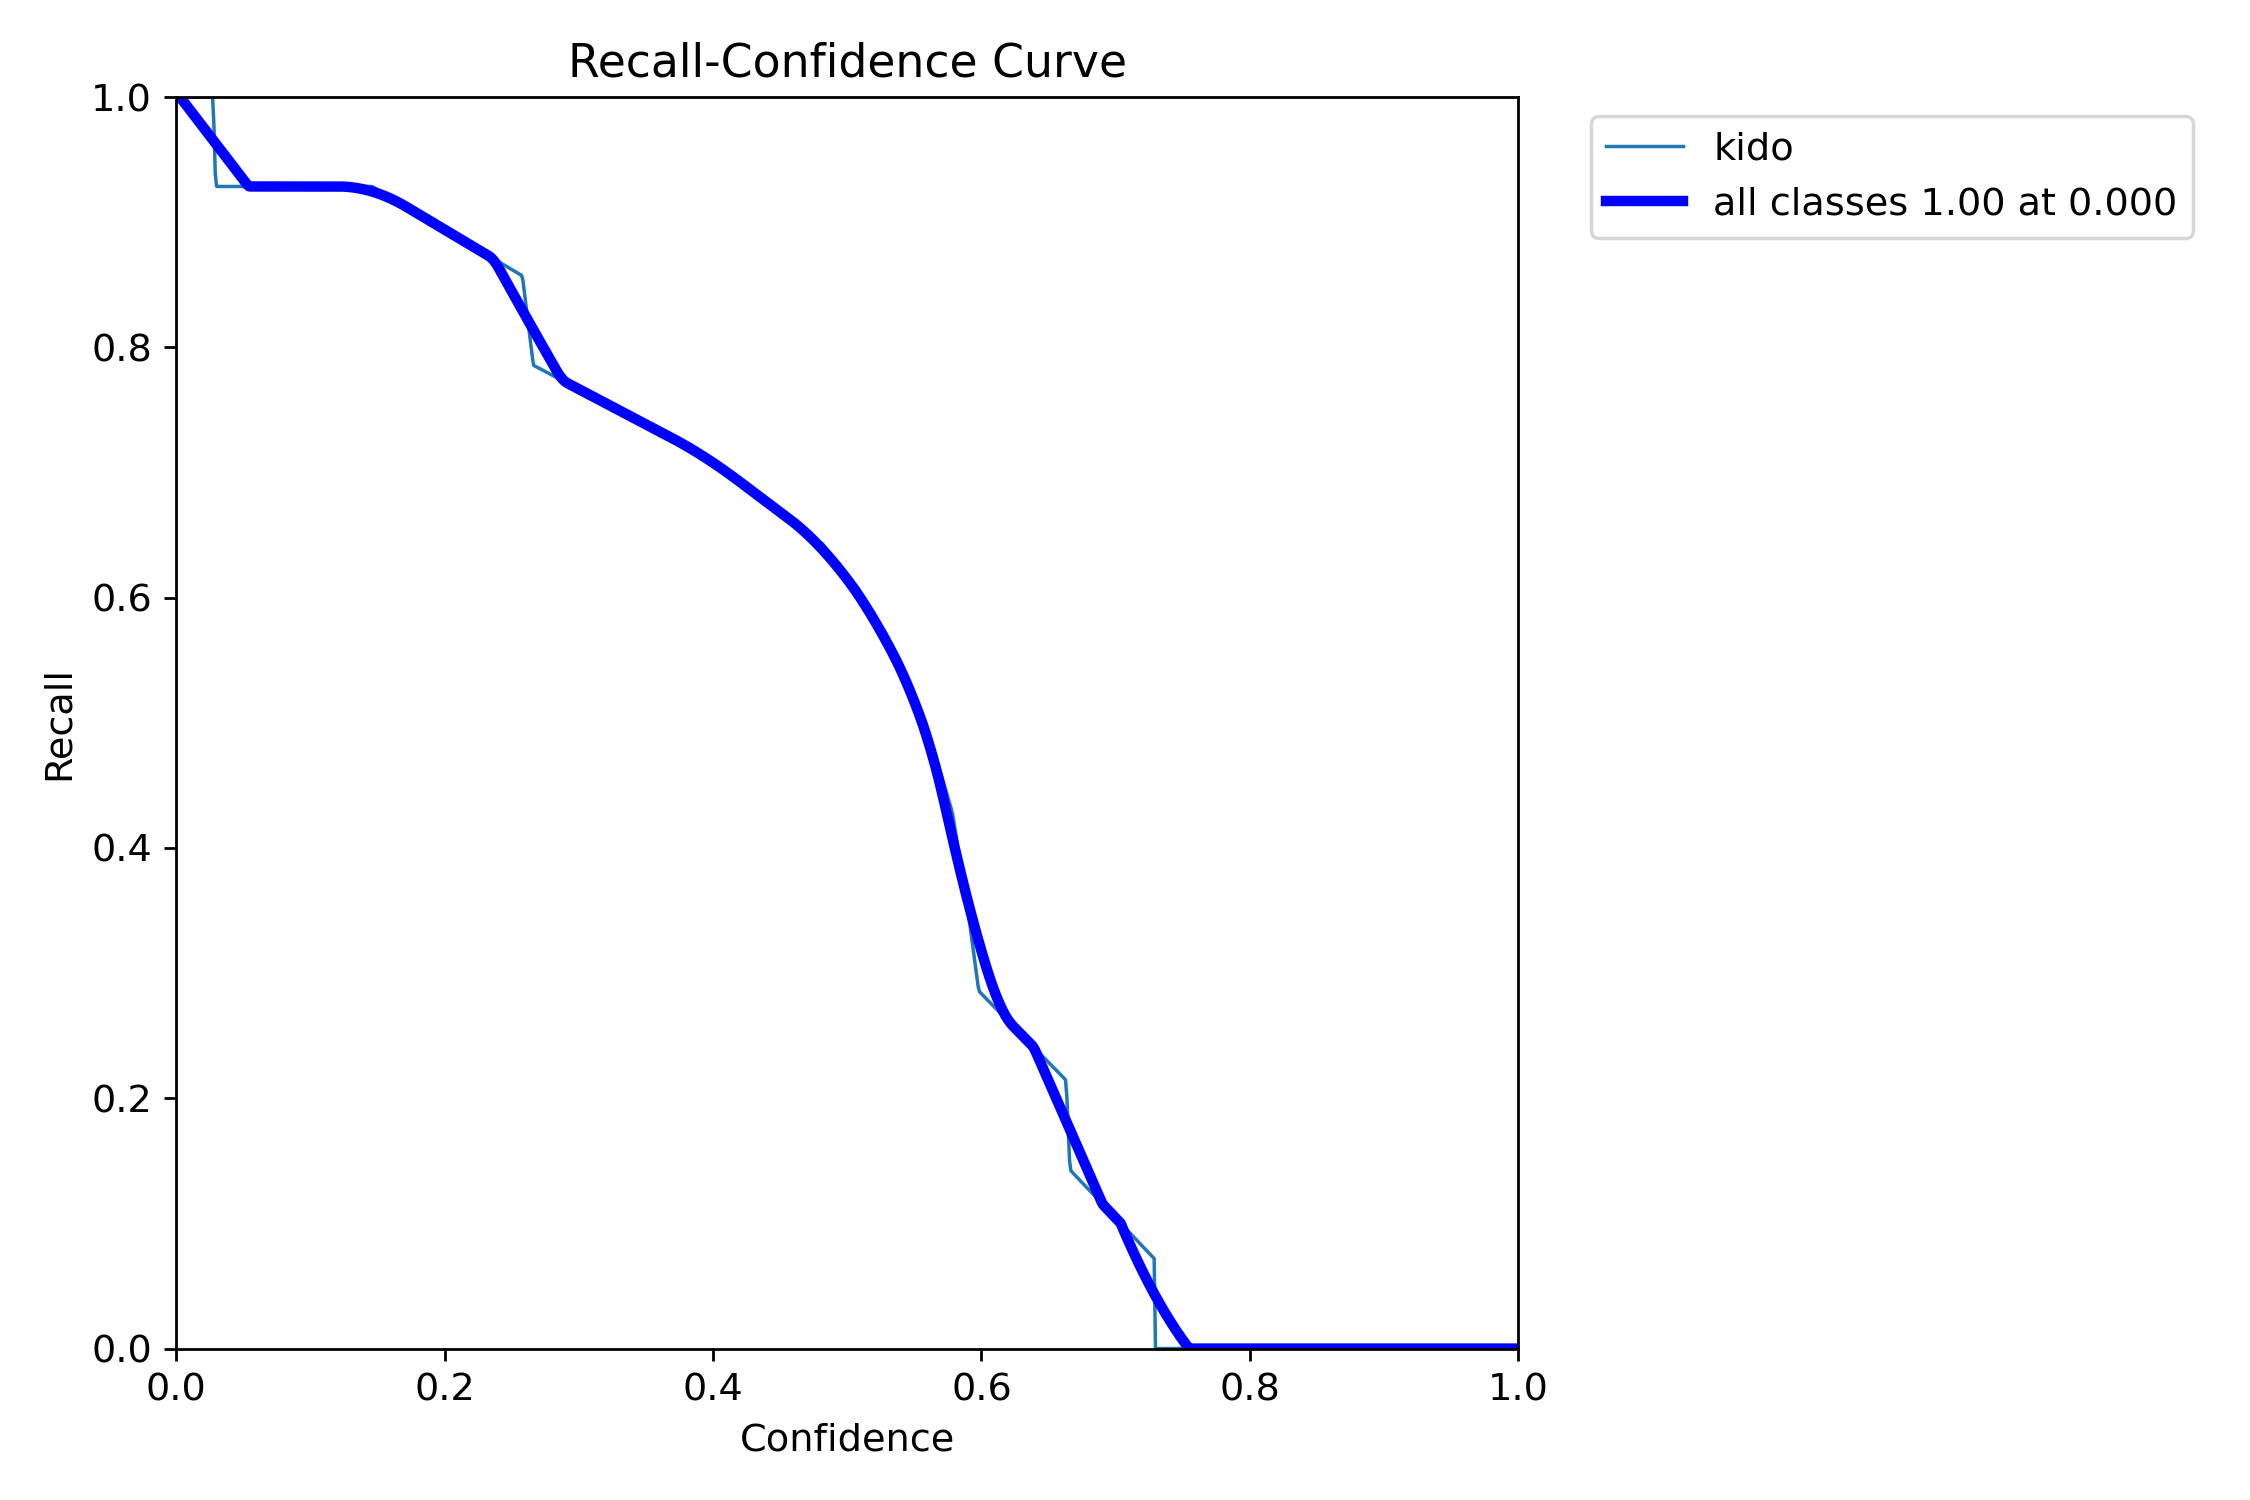 Recall-Confidence Curve
1.0
0.8
0.6
0.4
0.2
0.0
Recall
0.0 0.2 0.4 0.6 0.8 1.0
Confidence
kido
all classes 1.00 at 0.000